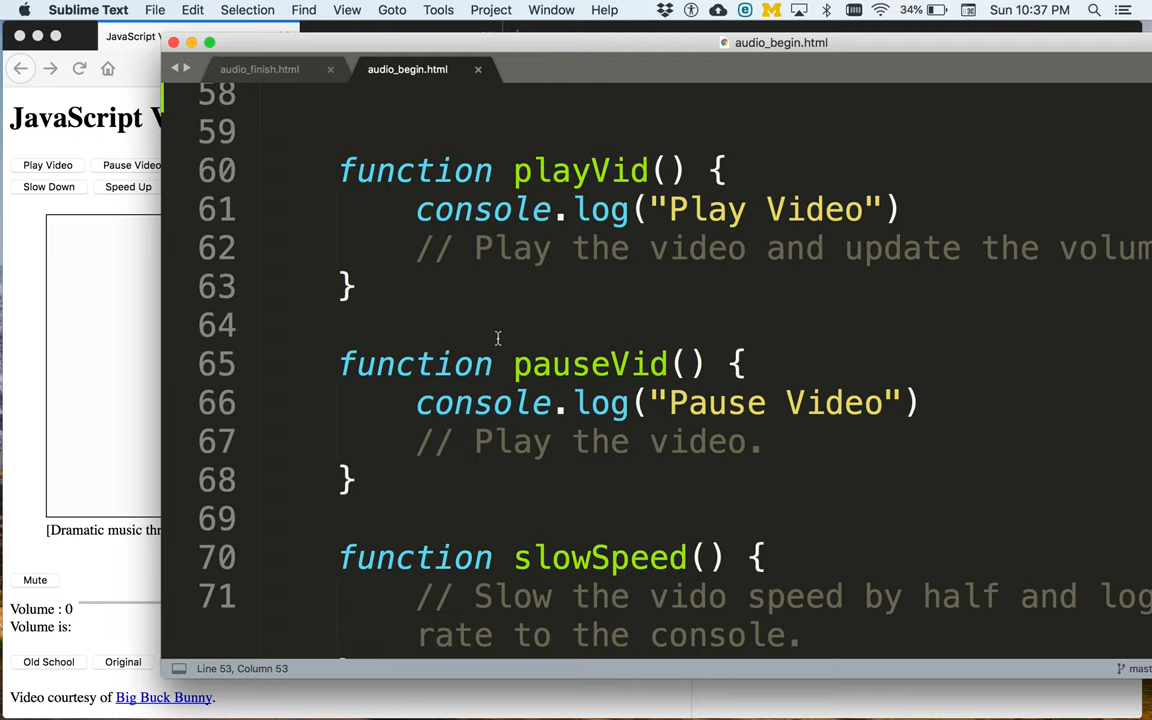 Sublime Text File Edit Selection Find View Goto Tools Project Window Help 34% Sun 10:37 PM
JavaScript V
audio_begin.html
audio_finish.html
audio_begin.html
JavaScript V
Play Video Pause Video
Slow Down Speed Up
[Dramatic music thr
Mute
Volume : 0
Volume is:
Old School Original
Video courtesy of Big Buck Bunny.
58
59
60 function playVid() {
61 console.log("Play Video")
62 // Play the video and update the volum
63 }
64
65 function pauseVid() {
66 console.log("Pause Video")
67 // Play the video.
68 }
69
70 function slowSpeed() {
71 // Slow the vido speed by half and log
rate to the console.
Line 53, Column 53
mast